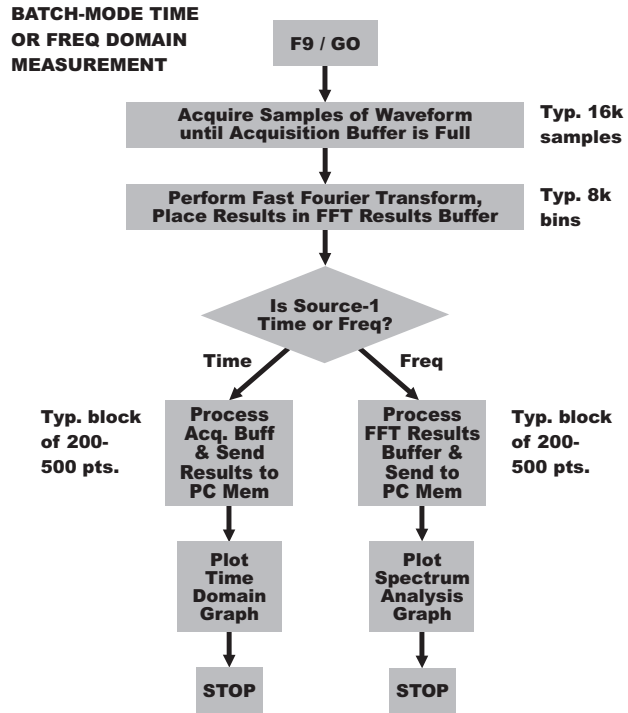 BATCH-MODE TIME
OR FREQ DOMAIN
MEASUREMENT
F9 / GO
Acquire Samples of Waveform
until Acquisition Buffer is Full
Typ. 16k
samples
Perform Fast Fourier Transform,
Place Results in FFT Results Buffer
Typ. 8k
bins
Is Source-1
Time or Freq?
Time
Freq
Typ. block
of 200-
500 pts.
Process
Acq. Buff
& Send
Results to
PC Mem
Process
FFT Results
Buffer &
Send to
PC Mem
Typ. block
of 200-
500 pts.
Plot
Time
Domain
Graph
Plot
Spectrum
Analysis
Graph
STOP
STOP